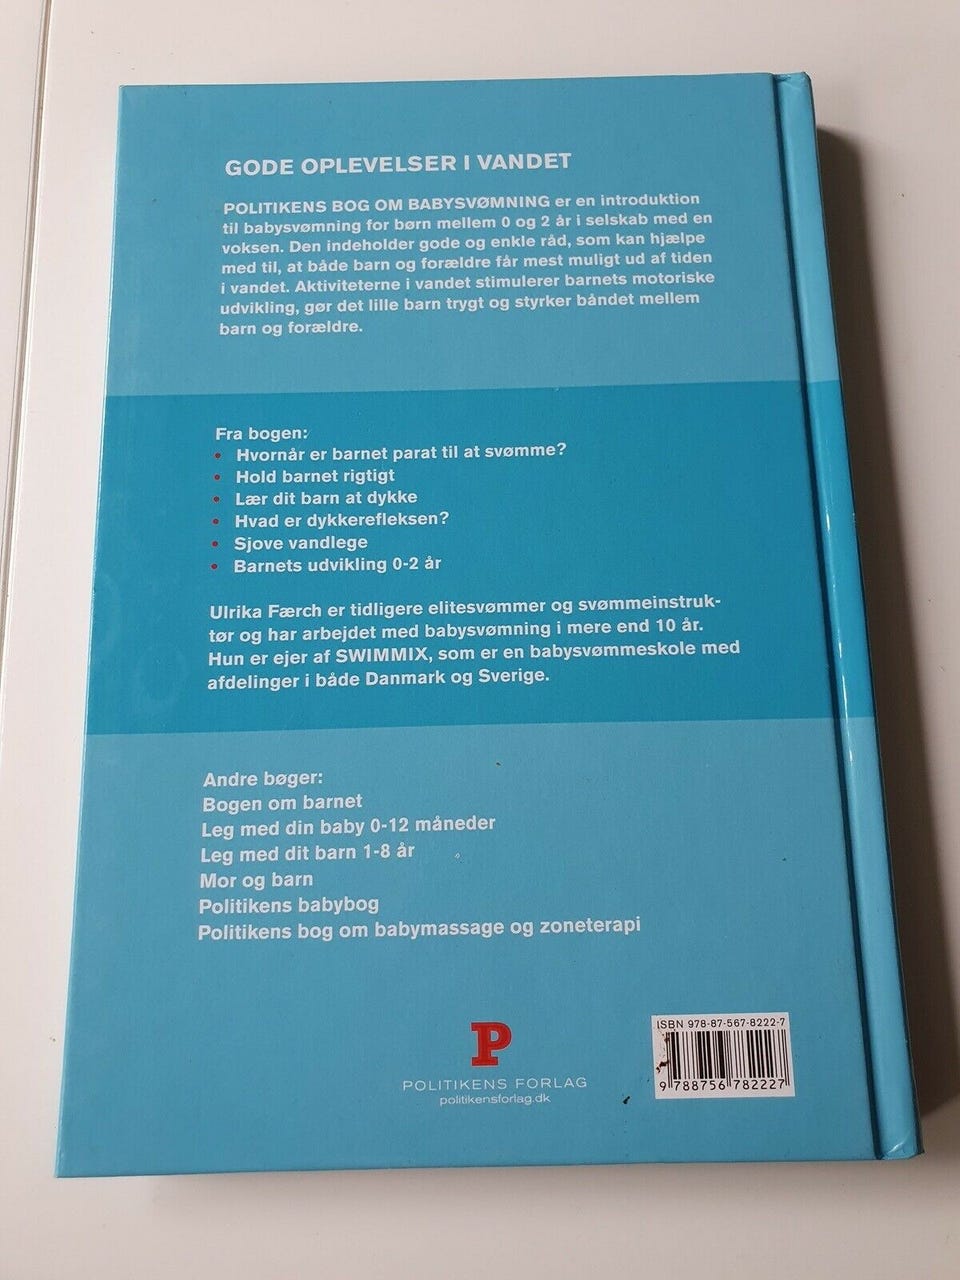 GODE OPLEVELSER I VANDET
POLITIKENS BOG OM BABYSVØMNING er en introduktion
til babysvømning for børn mellem 0 og 2 år i selskab med en
voksen. Den indeholder gode og enkle råd, som kan hjælpe
med til, at både barn og forældre får mest muligt ud af tiden
i vandet. Aktiviteterne i vandet stimulerer barnets motoriske
udvikling, gør det lille barn trygt og styrker båndet mellem
barn og forældre.
Fra bogen:
• Hvornår er barnet parat til at svømme?
• Hold barnet rigtigt
• Lær dit barn at dykke
• Hvad er dykkerefleksen?
• Sjove vandlege
• Barnets udvikling 0-2 år
Ulrika Færch er tidligere elitesvømmer og svømmeinstruk-
tør og har arbejdet med babysvømning i mere end 10 år.
Hun er ejer af SWIMMIX, som er en babysvømmeskole med
afdelinger i både Danmark og Sverige.
Andre bøger:
Bogen om barnet
Leg med din baby 0-12 måneder
Leg med dit barn 1-8 år
Mor og barn
Politikens babybog
Politikens bog om babymassage og zoneterapi
P
POLITIKENS FORLAG
politikensforlag.dk
ISBN 978-87-567-8222-7
9 788756 782227